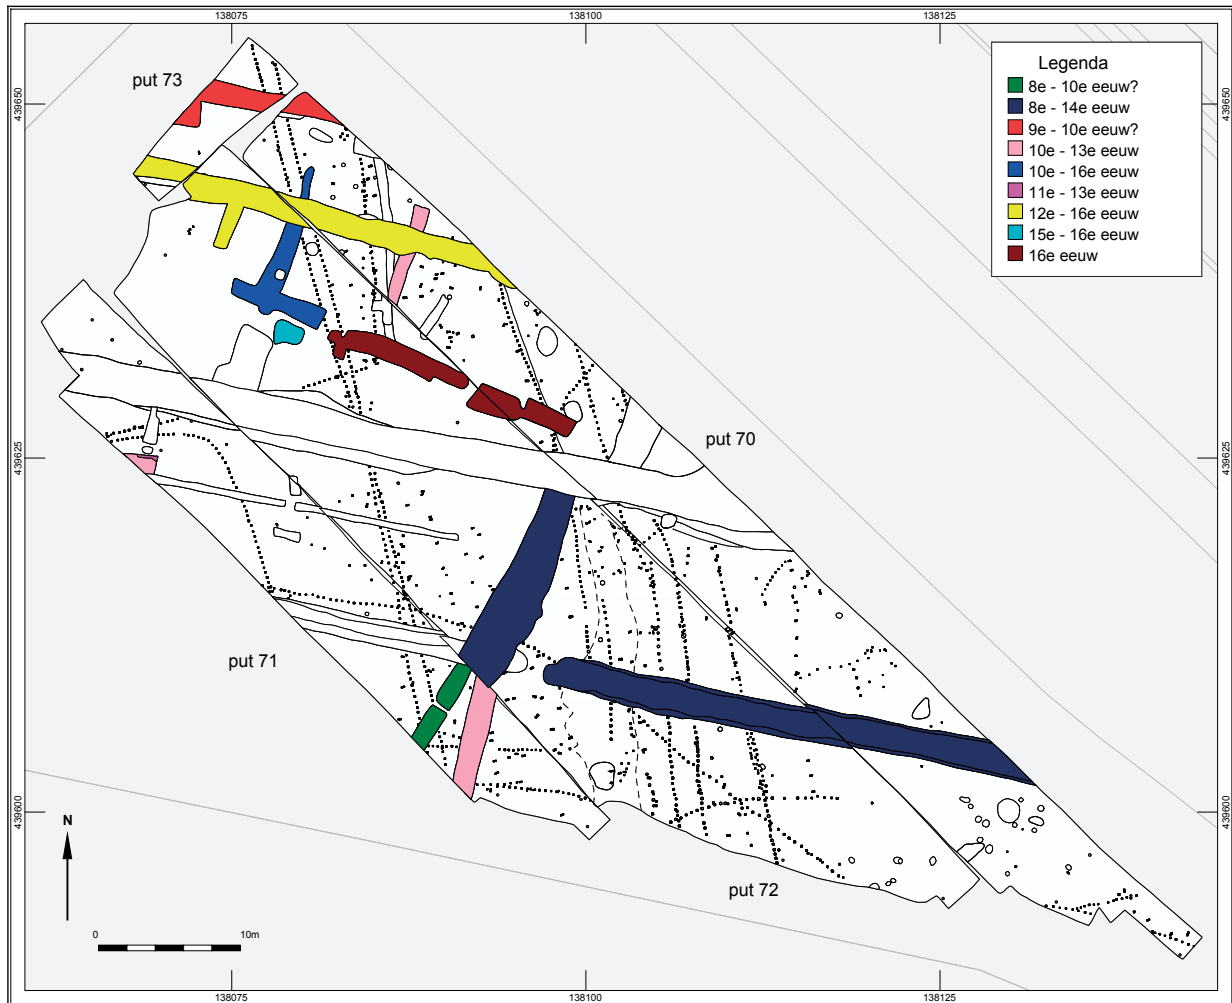 138075 138100 138125
put 73
Legenda
8e - 10e eeuw?
8e - 14e eeuw
9e - 10e eeuw?
10e - 13e eeuw
10e - 16e eeuw
11e - 13e eeuw
12e - 16e eeuw
15e - 16e eeuw
16e eeuw
439650 439650
put 70
439625 439625
put 71
439600 439600
N
put 72
0 10m
138075 138100 138125